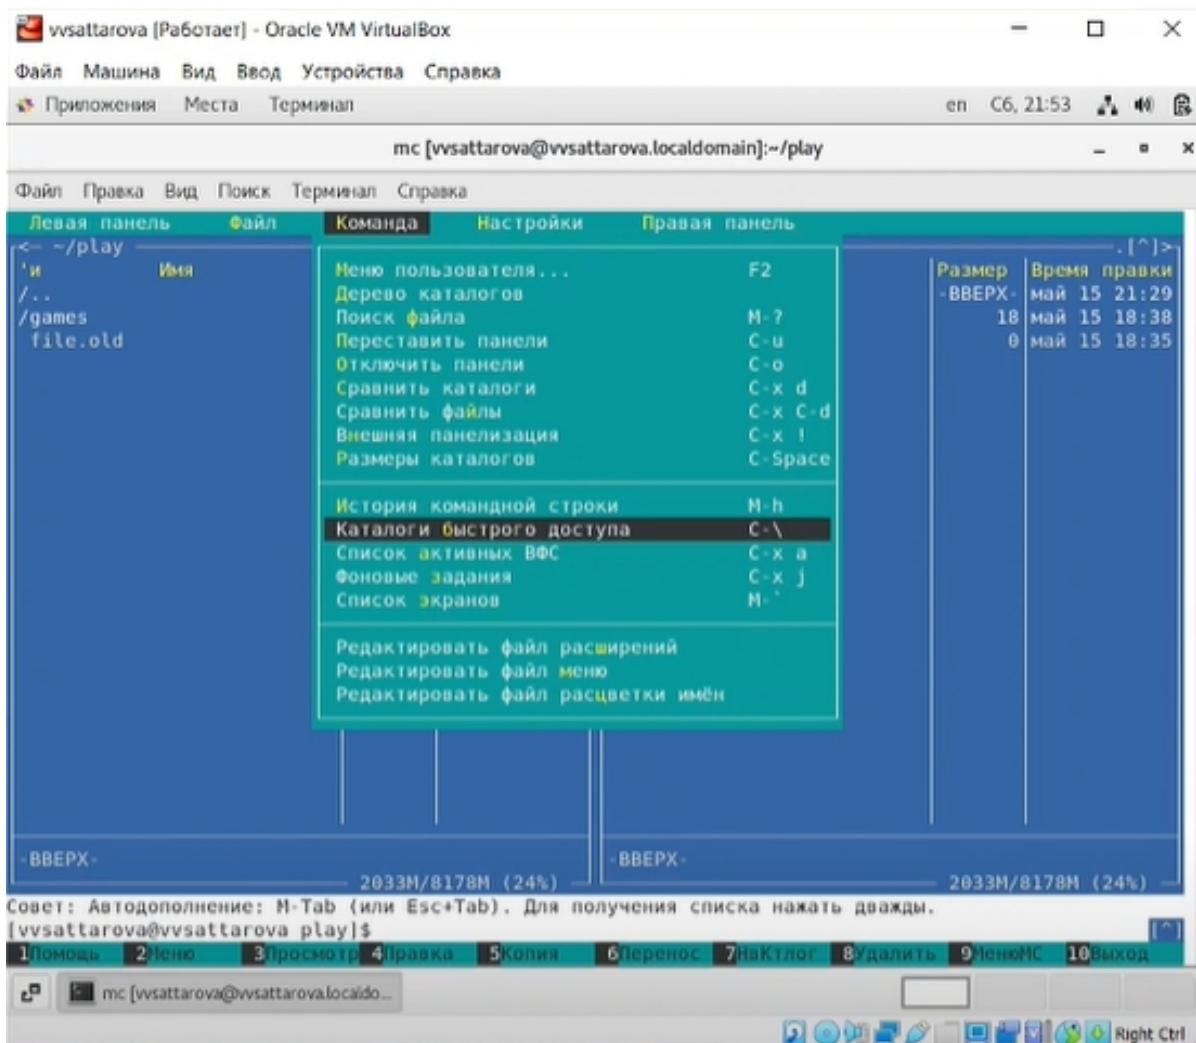 vvsattarova [Работает] - Oracle VM VirtualBox
Файл Машина Вид Ввод Устройства Справка
Приложения Места Терминал en Сб, 21:53
mc [vvsattarova@vvsattarova.localdomain]:~/play
Файл Правка Вид Поиск Терминал Справка
Левая панель Файл Команда Настройки Правая панель
<- ~/play .[^]>
'и Имя Размер Время правки
/.. -ВВЕРХ- май 15 21:29
/games 18 май 15 18:38
file.old 0 май 15 18:35
Меню пользователя... F2
Дерево каталогов
Поиск файла M-?
Переставить панели C-u
Отключить панели C-o
Сравнить каталоги C-x d
Сравнить файлы C-x C-d
Внешняя панелизация C-x !
Размеры каталогов C-Space
История командной строки M-h
Каталоги быстрого доступа C-\
Список активных ВФС C-x a
Фоновые задания C-x j
Список экранов M-`
Редактировать файл расширений
Редактировать файл меню
Редактировать файл расцветки имён
-ВВЕРХ- -ВВЕРХ-
2033M/8178M (24%) 2033M/8178M (24%)
Совет: Автодополнение: M-Tab (или Esc+Tab). Для получения списка нажать дважды.
[vvsattarova@vvsattarova play]$ [^]
1Помощь 2Меню 3Просмотр 4Правка 5Копия 6Перенос 7НвКтлог 8Удалить 9МенюMC 10Выход
mc [vvsattarova@vvsattarova.localdo...
Right Ctrl